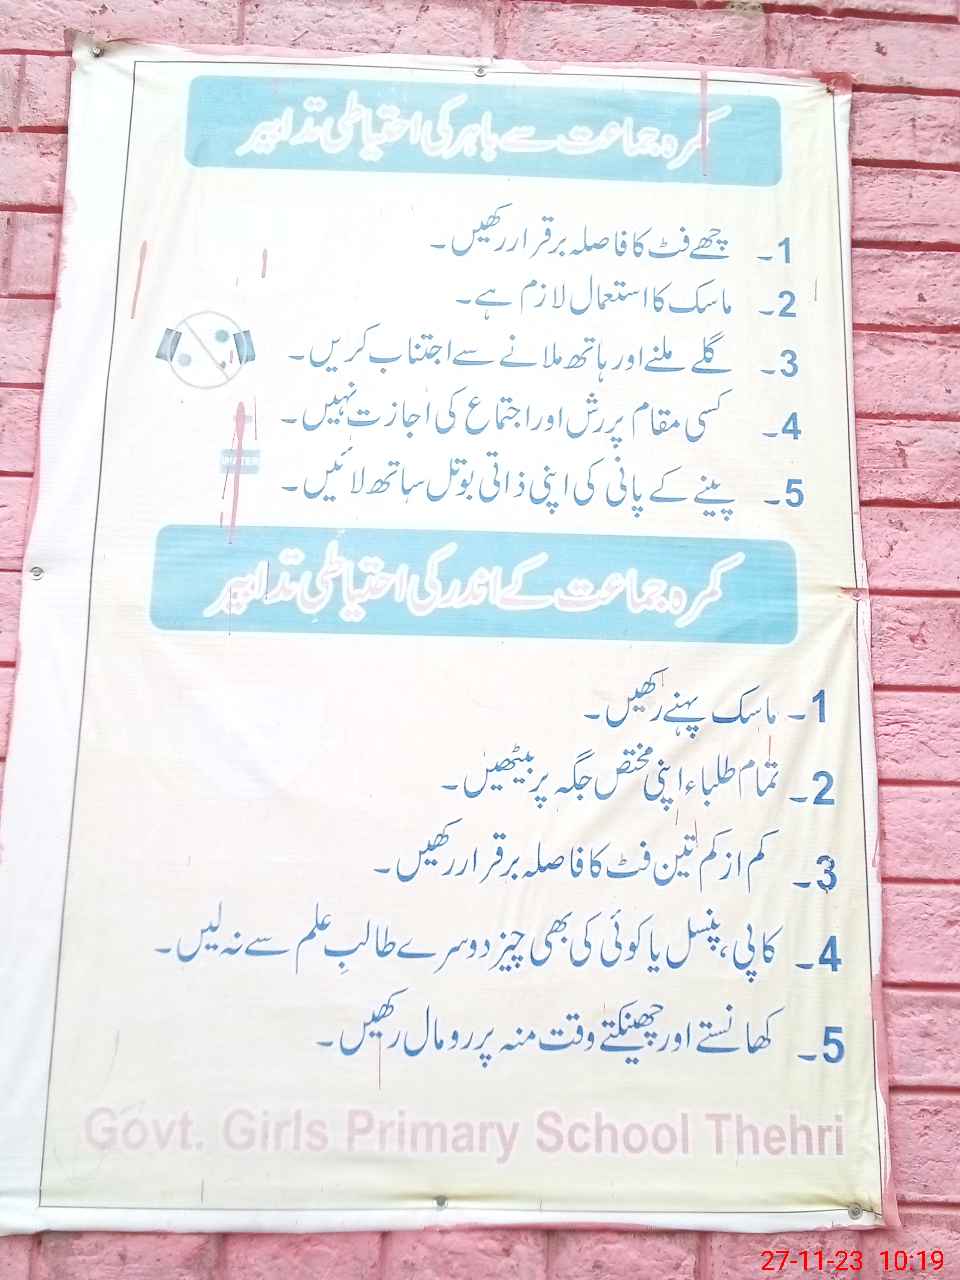 کمرہ جماعت سے باہر کی احتیاطی تدابیر
1۔ چھے فٹ کا فاصلہ برقرار رکھیں۔
2۔ ماسک کا استعمال لازم ہے۔
3۔ گلے ملنے اور ہاتھ ملانے سے اجتناب کریں۔
4۔ کسی مقام پر رش اور اجتماع کی اجازت نہیں۔
5۔ پینے کے پانی کی اپنی ذاتی بوتل ساتھ لائیں۔
WATER
کمرہ جماعت کے اندر کی احتیاطی تدابیر
1۔ ماسک پہنے رکھیں۔
2۔ تمام طلباء اپنی مختص جگہ پر بیٹھیں۔
3۔ کم از کم تین فٹ کا فاصلہ برقرار رکھیں۔
4۔ کاپی، پنسل یا کوئی کی بھی چیز دوسرے طالبِ علم سے نہ لیں۔
5۔ کھانستے اور چھینکتے وقت منہ پر رومال رکھیں۔
Govt. Girls Primary School Thehri
27-11-23 10:19